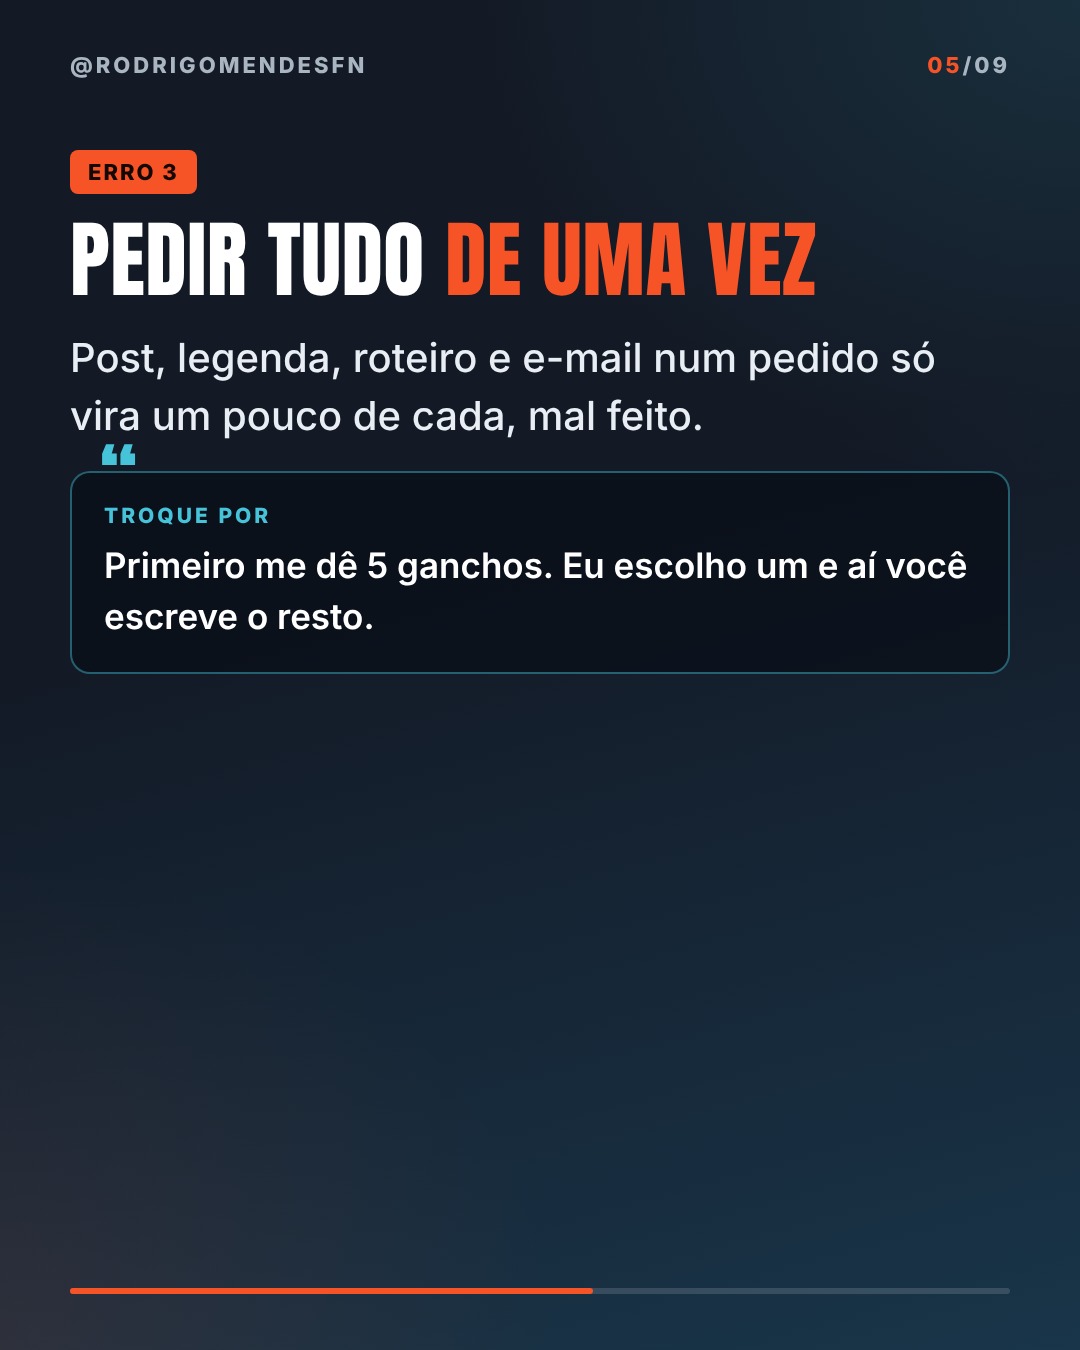 @RODRIGOMENDESFN
05/09
ERRO 3
PEDIR TUDO DE UMA VEZ
Post, legenda, roteiro e e-mail num pedido só
vira um pouco de cada, mal feito.
“
TROQUE POR
Primeiro me dê 5 ganchos. Eu escolho um e aí você
escreve o resto.